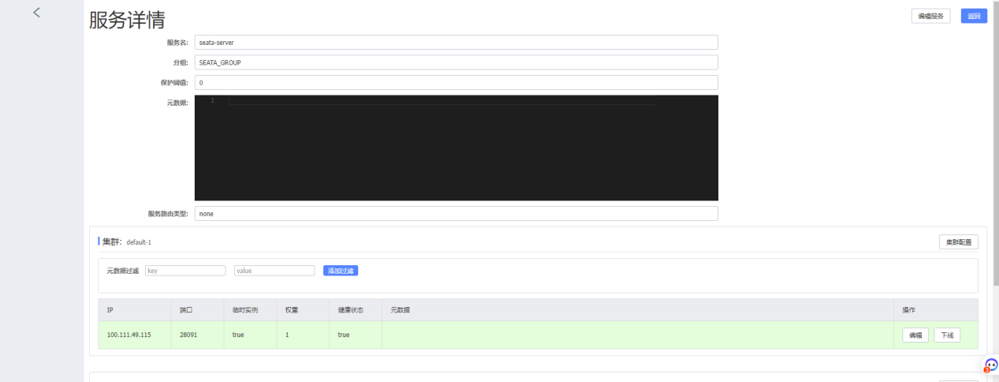 服务详情
编辑服务 返回
服务名: seata-server
分组: SEATA_GROUP
保护阈值: 0
元数据: 1
服务路由类型: none
集群: default-1 集群配置
元数据过滤 key value 添加过滤
IP 端口 临时实例 权重 健康状态 元数据 操作
100.111.49.115 28091 true 1 true 编辑 下线
3